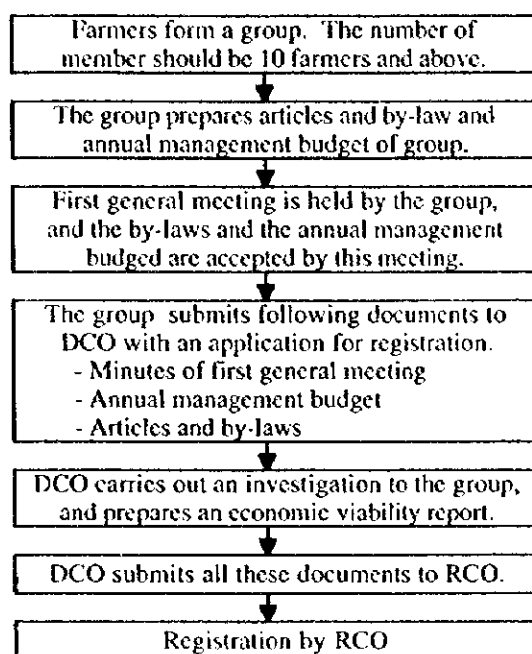 Farmers form a group. The number of
member should be 10 farmers and above.
The group prepares articles and by-law and
annual management budget of group.
First general meeting is held by the group,
and the by-laws and the annual management
budged are accepted by this meeting.
The group submits following documents to
DCO with an application for registration.
- Minutes of first general meeting
- Annual management budget
- Articles and by-laws
DCO carries out an investigation to the group,
and prepares an economic viability report.
DCO submits all these documents to RCO.
Registration by RCO